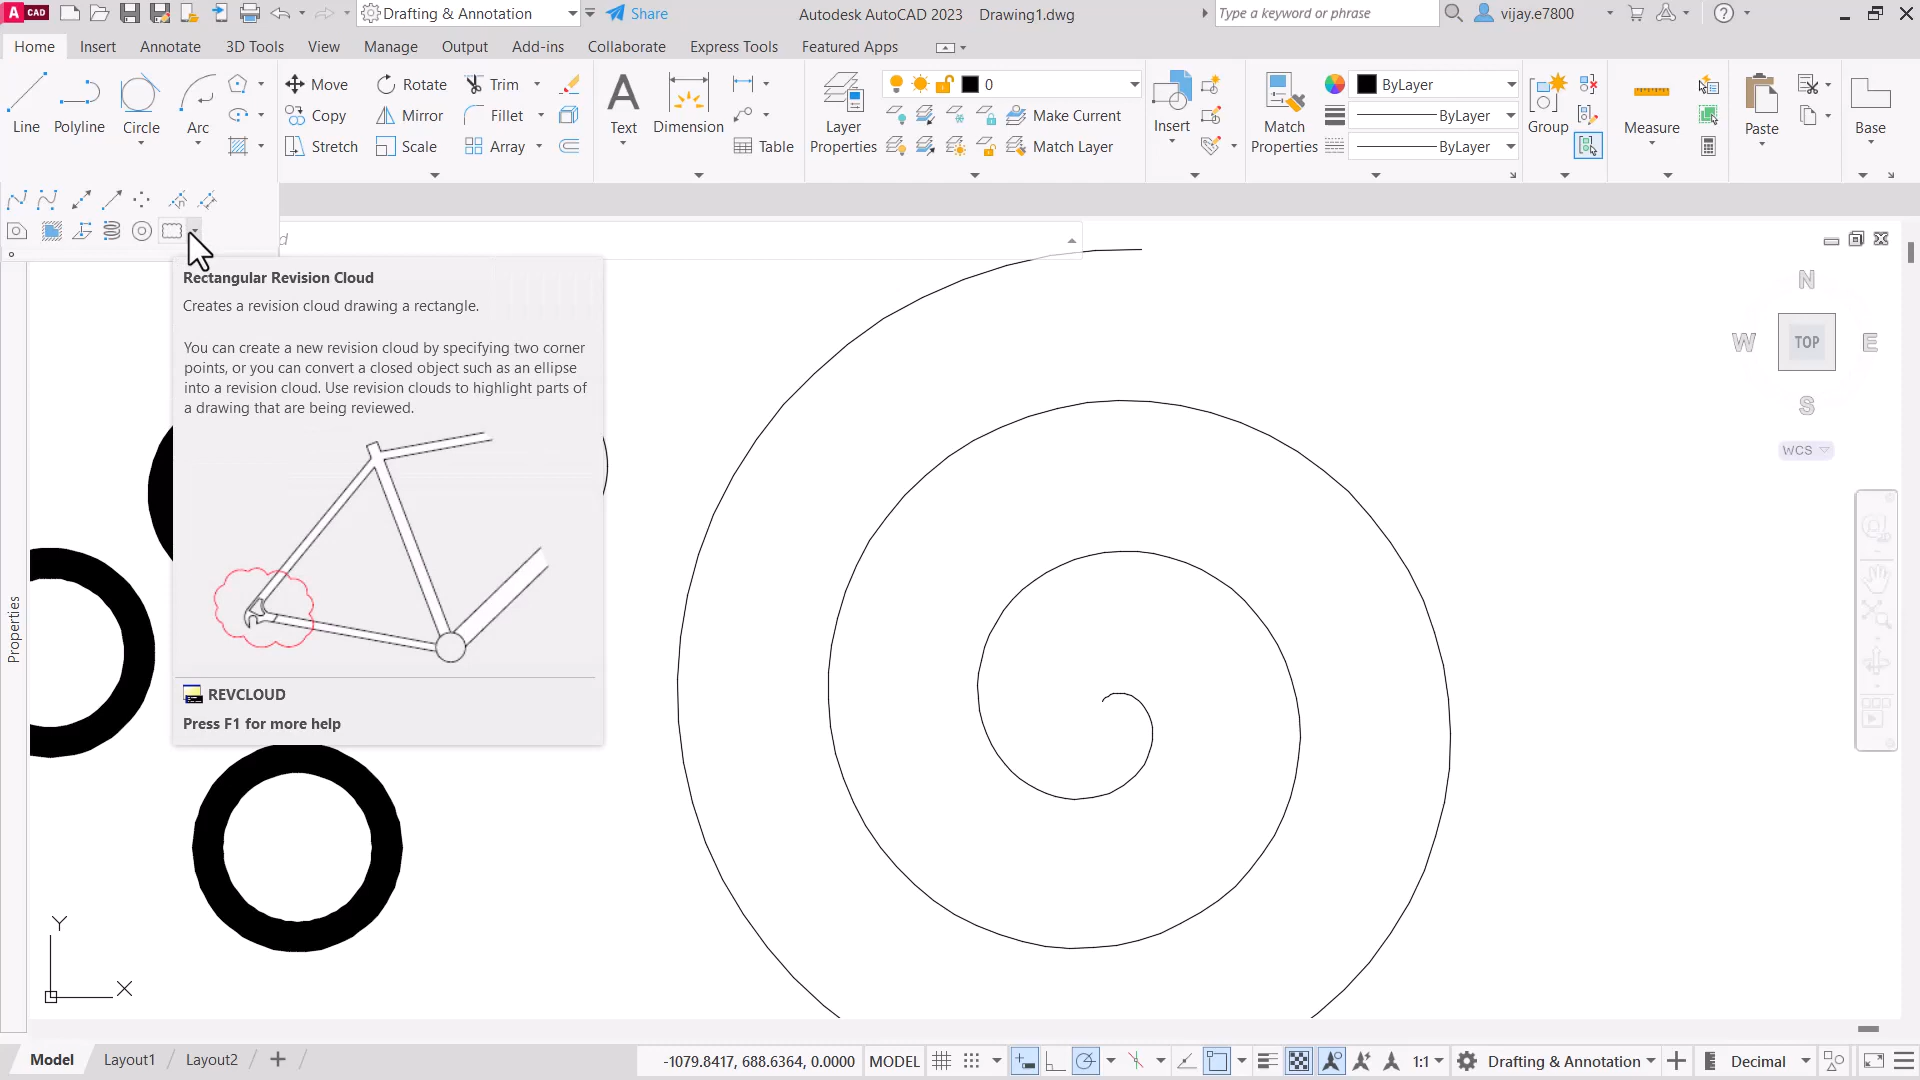 A CAD
Drafting & Annotation
Share
Autodesk AutoCAD 2023 Drawing1.dwg
Type a keyword or phrase
vijay.e7800
Home
Insert
Annotate
3D Tools
View
Manage
Output
Add-ins
Collaborate
Express Tools
Featured Apps
Line
Polyline
Circle
Arc
Move
Rotate
Trim
Copy
Mirror
Fillet
Stretch
Scale
Array
Text
Dimension
Table
Layer
Properties
0
Make Current
Match Layer
Insert
Match
Properties
ByLayer
ByLayer
ByLayer
Group
Measure
Paste
Base
d
Rectangular Revision Cloud
Creates a revision cloud drawing a rectangle.
You can create a new revision cloud by specifying two corner
points, or you can convert a closed object such as an ellipse
into a revision cloud. Use revision clouds to highlight parts of
a drawing that are being reviewed.
REVCLOUD
Press F1 for more help
N
W
TOP
E
S
WCS
Properties
Y
X
Model
Layout1
Layout2
-1079.8417, 688.6364, 0.0000
MODEL
1:1
Drafting & Annotation
Decimal